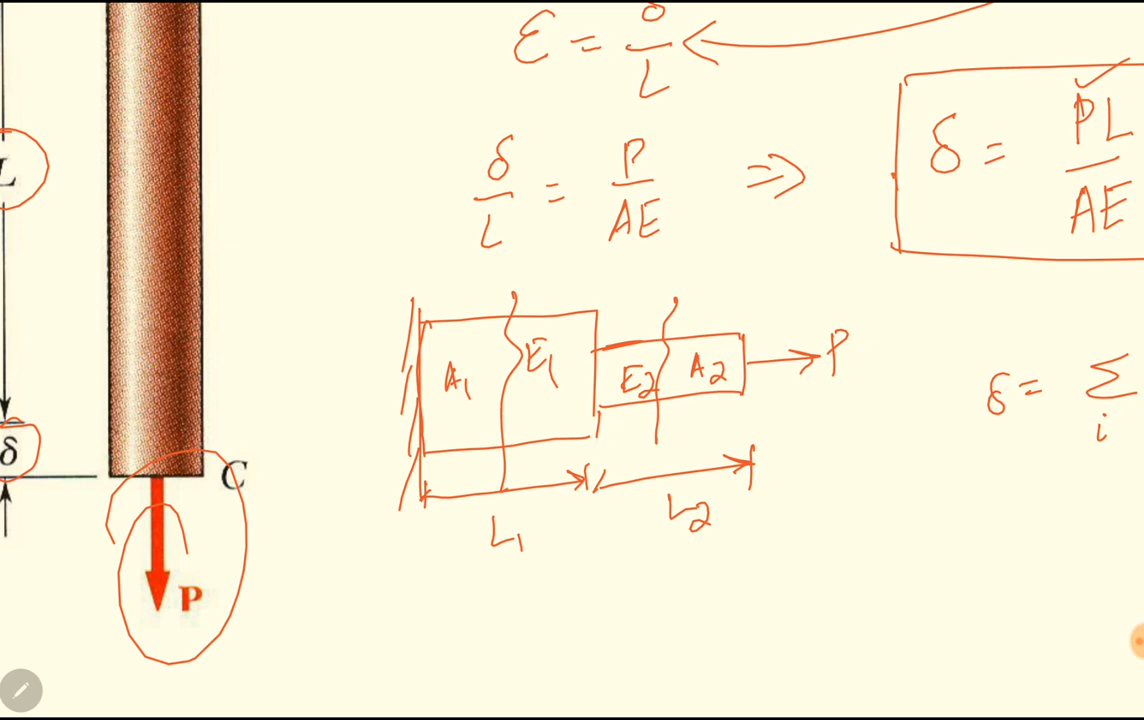 L
δ
C
P
ε = δ/L
δ/L = P/AE ⇒ δ = PL/AE
A1 E1 E2 A2 P
L1 L2
δ = Σ i